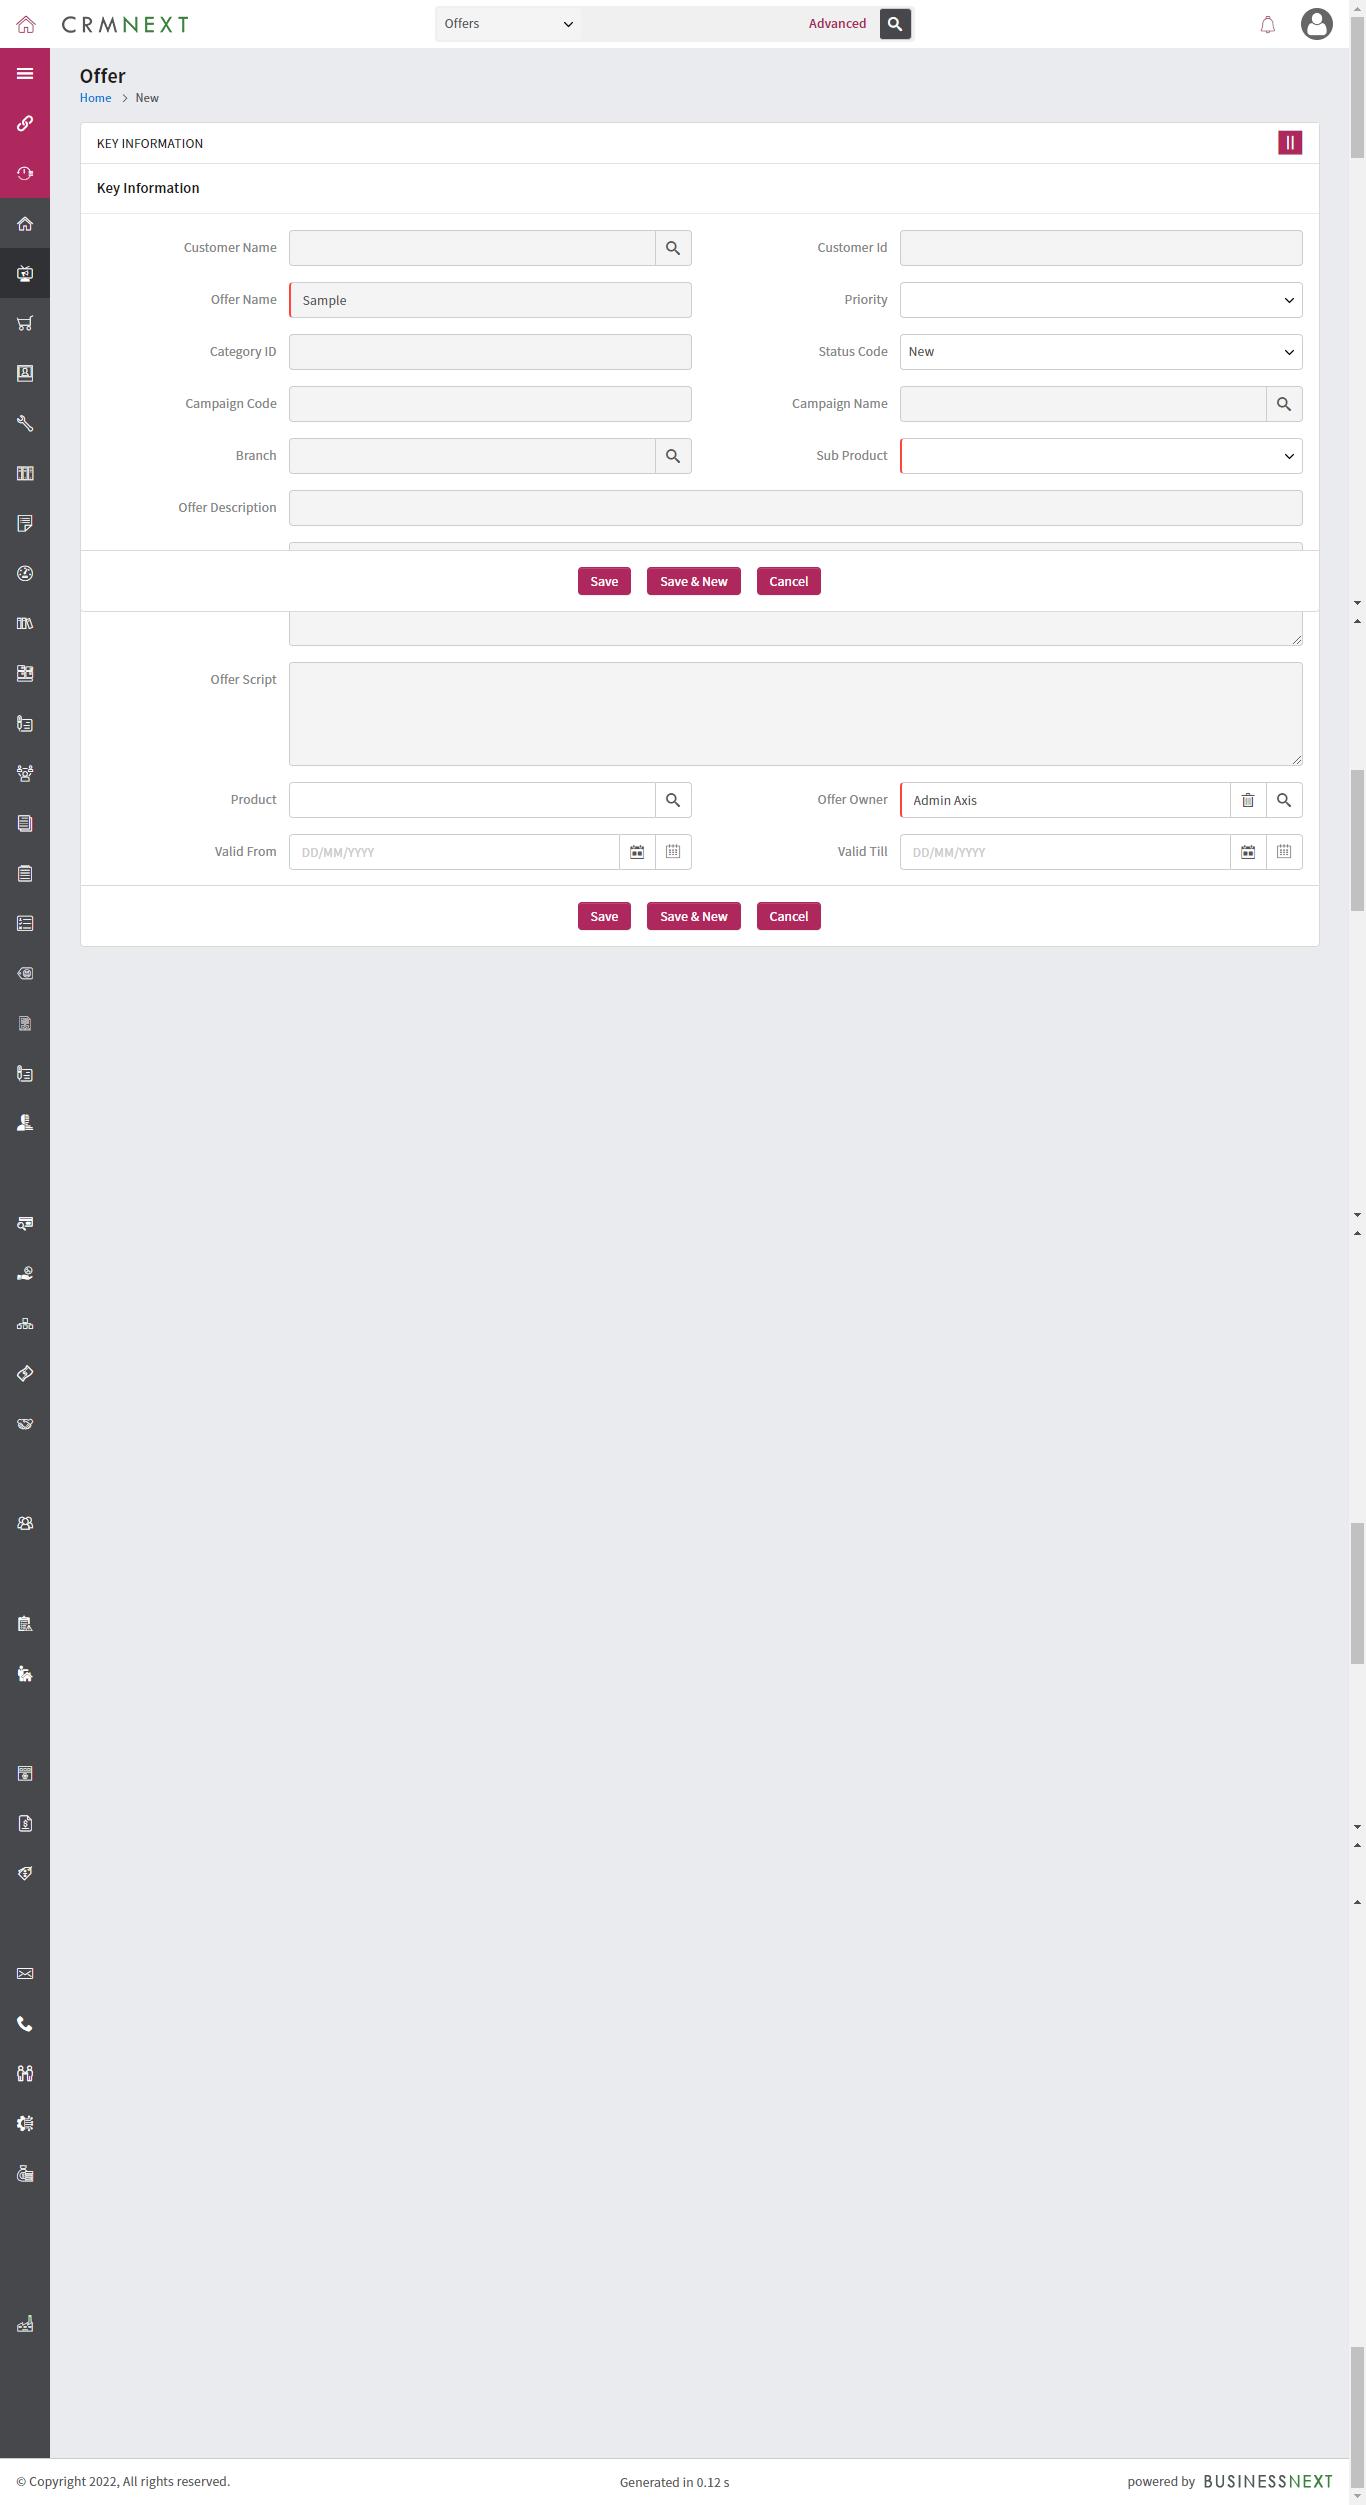 CRMNEXT
Offers
Advanced
Offer
Home > New
KEY INFORMATION
Key Information
Customer Name
Customer Id
Offer Name
Sample
Priority
Category ID
Status Code
New
Campaign Code
Campaign Name
Branch
Sub Product
Offer Description
Save
Save & New
Cancel
Offer Script
Product
Offer Owner
Admin Axis
Valid From
DD/MM/YYYY
Valid Till
DD/MM/YYYY
Save
Save & New
Cancel
© Copyright 2022, All rights reserved.
Generated in 0.12 s
powered by BUSINESSNEXT